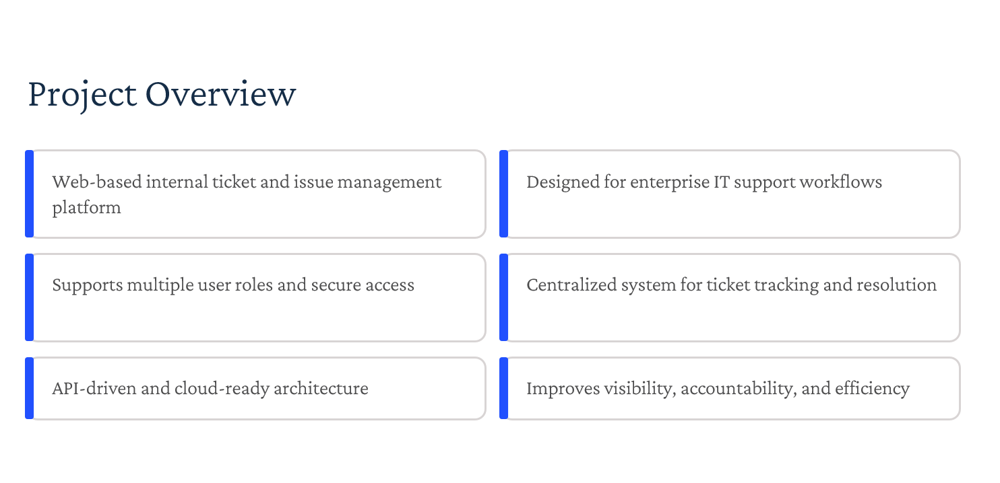 Project Overview
Web-based internal ticket and issue management
platform
Designed for enterprise IT support workflows
Supports multiple user roles and secure access
Centralized system for ticket tracking and resolution
API-driven and cloud-ready architecture
Improves visibility, accountability, and efficiency